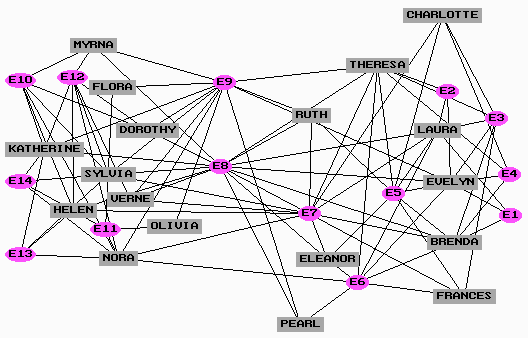 CHARLOTTE
MYRNA
THERESA
E10
E12
FLORA
E9
E2
RUTH
E3
DOROTHY
LAURA
KATHERINE
E8
SYLVIA
E4
E14
EVELYN
E5
VERNE
HELEN
E7
E1
E11
OLIVIA
BRENDA
E13
NORA
ELEANOR
E6
FRANCES
PEARL